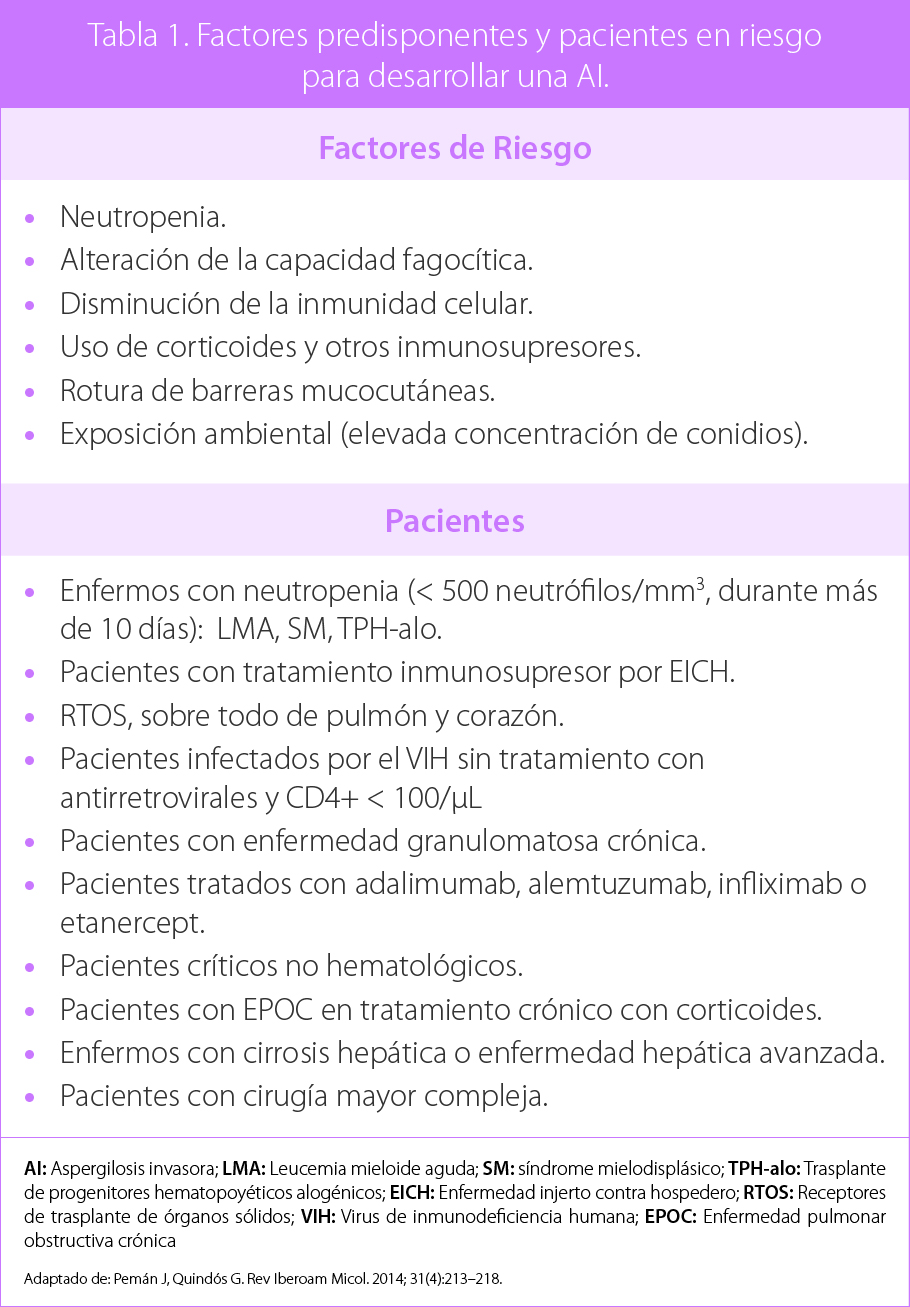 Tabla 1. Factores predisponentes y pacientes en riesgo
para desarrollar una AI.
Factores de Riesgo
• Neutropenia.
• Alteración de la capacidad fagocítica.
• Disminución de la inmunidad celular.
• Uso de corticoides y otros inmunosupresores.
• Rotura de barreras mucocutáneas.
• Exposición ambiental (elevada concentración de conidios).
Pacientes
• Enfermos con neutropenia (< 500 neutrófilos/mm³, durante más
de 10 días): LMA, SM, TPH-alo.
• Pacientes con tratamiento inmunosupresor por EICH.
• RTOS, sobre todo de pulmón y corazón.
• Pacientes infectados por el VIH sin tratamiento con
antirretrovirales y CD4+ < 100/µL
• Pacientes con enfermedad granulomatosa crónica.
• Pacientes tratados con adalimumab, alemtuzumab, infliximab o
etanercept.
• Pacientes críticos no hematológicos.
• Pacientes con EPOC en tratamiento crónico con corticoides.
• Enfermos con cirrosis hepática o enfermedad hepática avanzada.
• Pacientes con cirugía mayor compleja.
AI: Aspergilosis invasora; LMA: Leucemia mieloide aguda; SM: síndrome mielodisplásico; TPH-alo: Trasplante
de progenitores hematopoyéticos alogénicos; EICH: Enfermedad injerto contra hospedero; RTOS: Receptores
de trasplante de órganos sólidos; VIH: Virus de inmunodeficiencia humana; EPOC: Enfermedad pulmonar
obstructiva crónica
Adaptado de: Pemán J, Quindós G. Rev Iberoam Micol. 2014; 31(4):213–218.